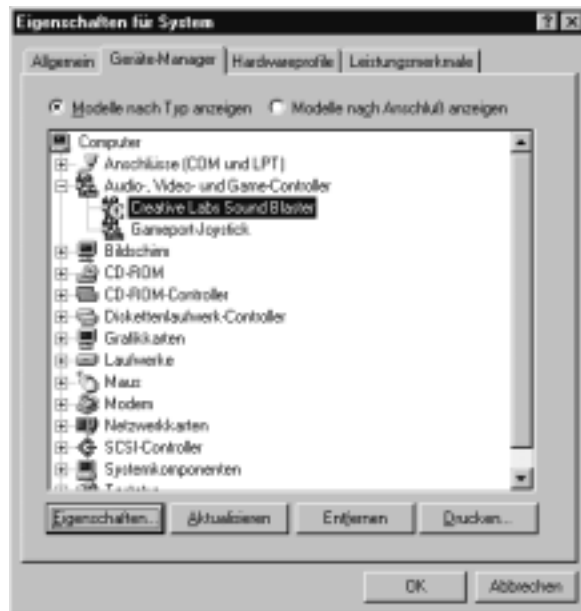 Eigenschaften für System
Allgemein Geräte-Manager Hardwareprofile Leistungsmerkmale
Modelle nach Typ anzeigen Modelle nach Anschluß anzeigen
Computer
Anschlüsse (COM und LPT)
Audio-, Video- und Game-Controller
Creative Labs Sound Blaster
Gameport-Joystick
Bildschirm
CD-ROM
CD-ROM-Controller
Diskettenlaufwerk-Controller
Grafikkarten
Laufwerke
Maus
Modem
Netzwerkkarten
SCSI-Controller
Systemkomponenten
Eigenschaften... Aktualisieren Entfernen Drucken...
OK Abbrechen